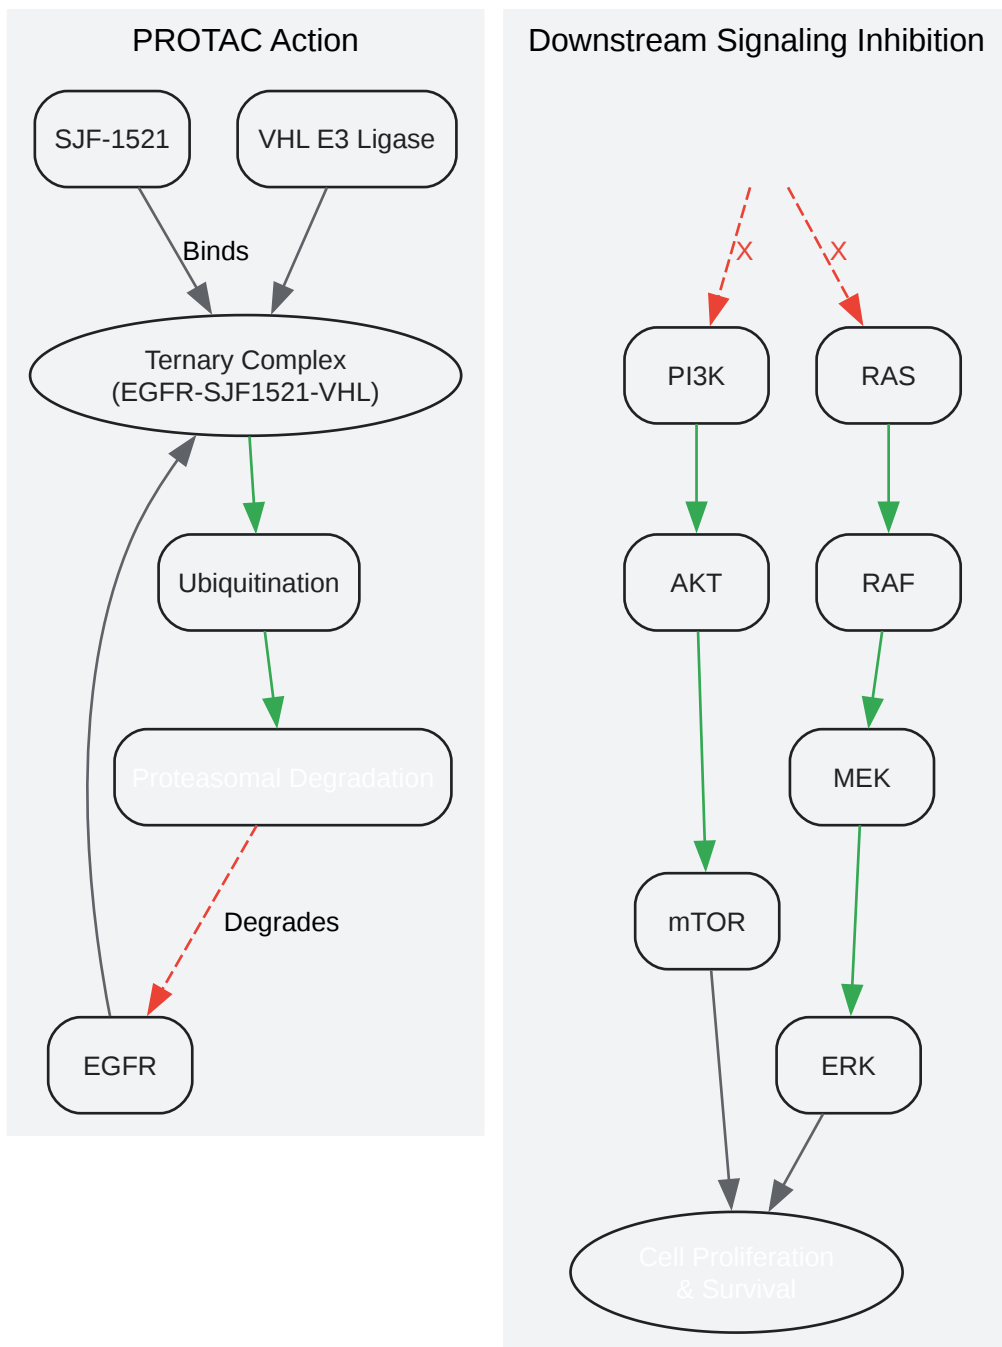 PROTAC Action
SJF-1521
VHL E3 Ligase
Binds
Ternary Complex
(EGFR-SJF1521-VHL)
Ubiquitination
Proteasomal Degradation
Degrades
EGFR
Downstream Signaling Inhibition
X
X
PI3K
RAS
AKT
RAF
MEK
mTOR
ERK
Cell Proliferation
& Survival